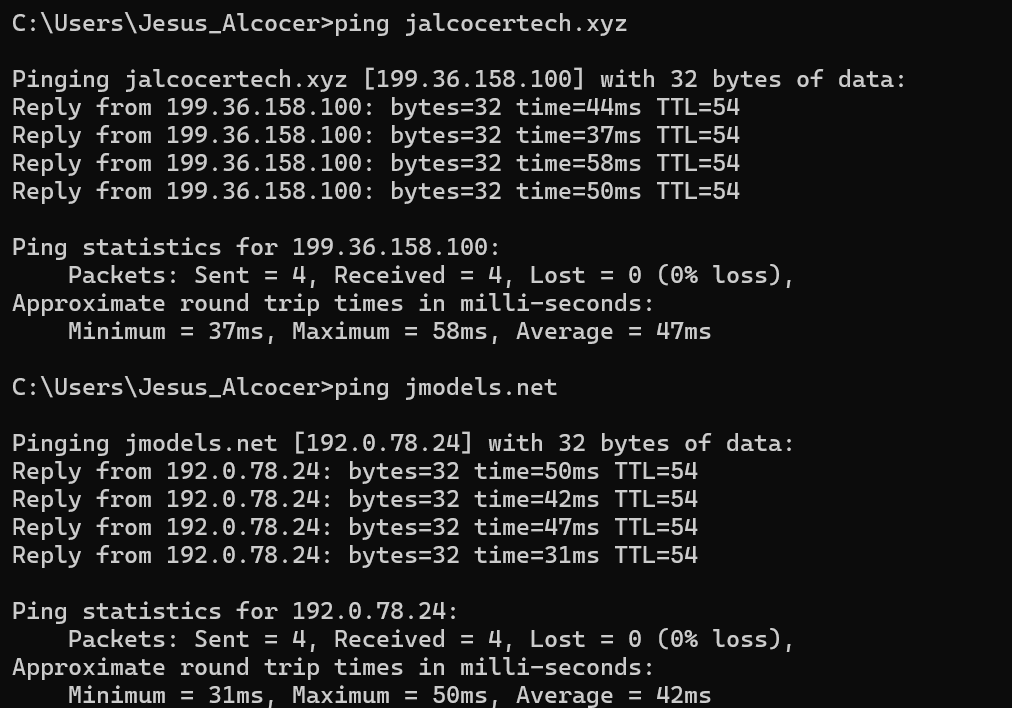 C:\Users\Jesus_Alcocer>ping jalcocertech.xyz
Pinging jalcocertech.xyz [199.36.158.100] with 32 bytes of data:
Reply from 199.36.158.100: bytes=32 time=44ms TTL=54
Reply from 199.36.158.100: bytes=32 time=37ms TTL=54
Reply from 199.36.158.100: bytes=32 time=58ms TTL=54
Reply from 199.36.158.100: bytes=32 time=50ms TTL=54
Ping statistics for 199.36.158.100:
    Packets: Sent = 4, Received = 4, Lost = 0 (0% loss),
Approximate round trip times in milli-seconds:
    Minimum = 37ms, Maximum = 58ms, Average = 47ms
C:\Users\Jesus_Alcocer>ping jmodels.net
Pinging jmodels.net [192.0.78.24] with 32 bytes of data:
Reply from 192.0.78.24: bytes=32 time=50ms TTL=54
Reply from 192.0.78.24: bytes=32 time=42ms TTL=54
Reply from 192.0.78.24: bytes=32 time=47ms TTL=54
Reply from 192.0.78.24: bytes=32 time=31ms TTL=54
Ping statistics for 192.0.78.24:
    Packets: Sent = 4, Received = 4, Lost = 0 (0% loss),
Approximate round trip times in milli-seconds:
    Minimum = 31ms, Maximum = 50ms, Average = 42ms